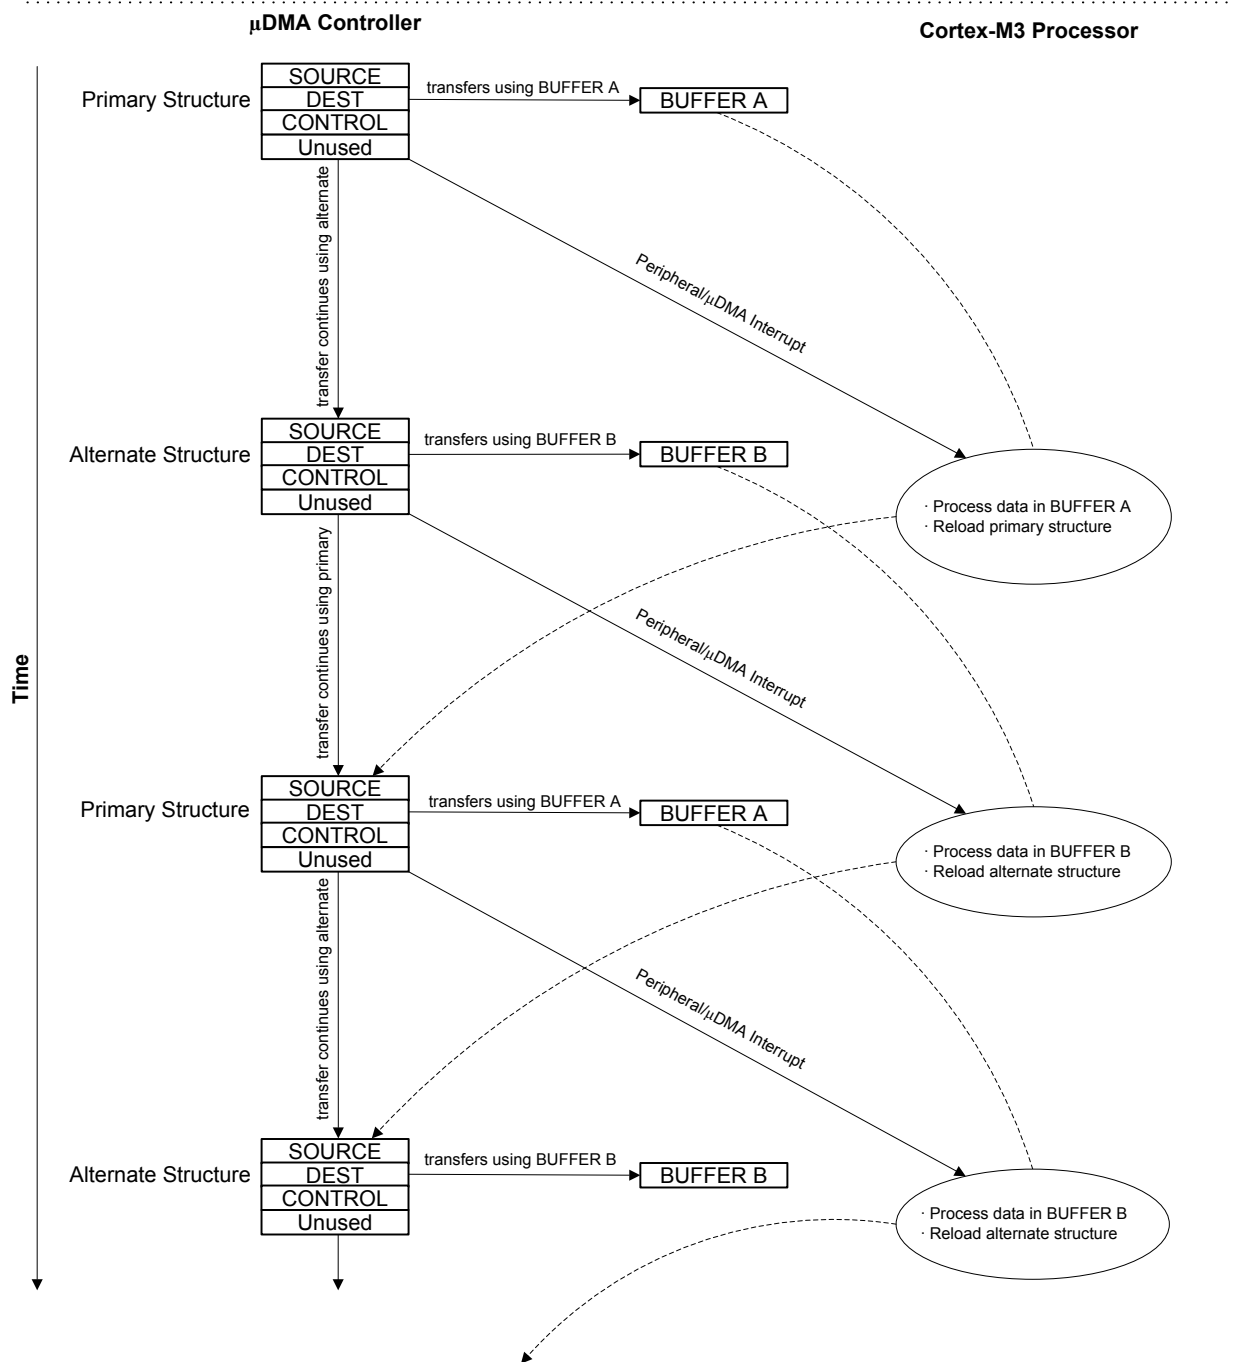 μDMA Controller
Cortex-M3 Processor
Primary Structure
SOURCE
DEST
CONTROL
Unused
transfers using BUFFER A
BUFFER A
transfer continues using alternate
Peripheral/μDMA Interrupt
Alternate Structure
SOURCE
DEST
CONTROL
Unused
transfers using BUFFER B
BUFFER B
· Process data in BUFFER A
· Reload primary structure
transfer continues using primary
Peripheral/μDMA Interrupt
Time
Primary Structure
SOURCE
DEST
CONTROL
Unused
transfers using BUFFER A
BUFFER A
· Process data in BUFFER B
· Reload alternate structure
transfer continues using alternate
Peripheral/μDMA Interrupt
Alternate Structure
SOURCE
DEST
CONTROL
Unused
transfers using BUFFER B
BUFFER B
· Process data in BUFFER B
· Reload alternate structure